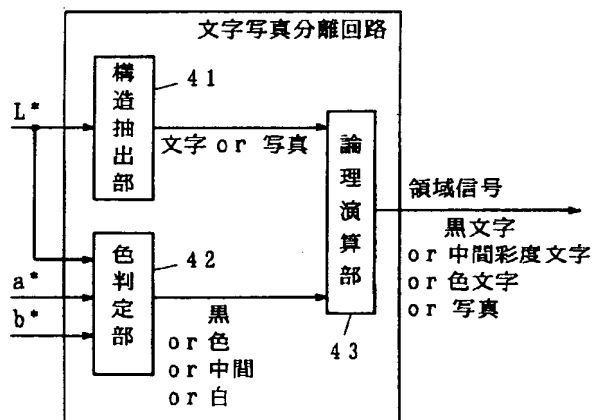 文字写真分離回路
構造抽出部
41
L*
文字 or 写真
論理演算部
領域信号
黒文字
or 中間彩度文字
or 色文字
or 写真
色判定部
42
a*
b*
黒
or 色
or 中間
or 白
43